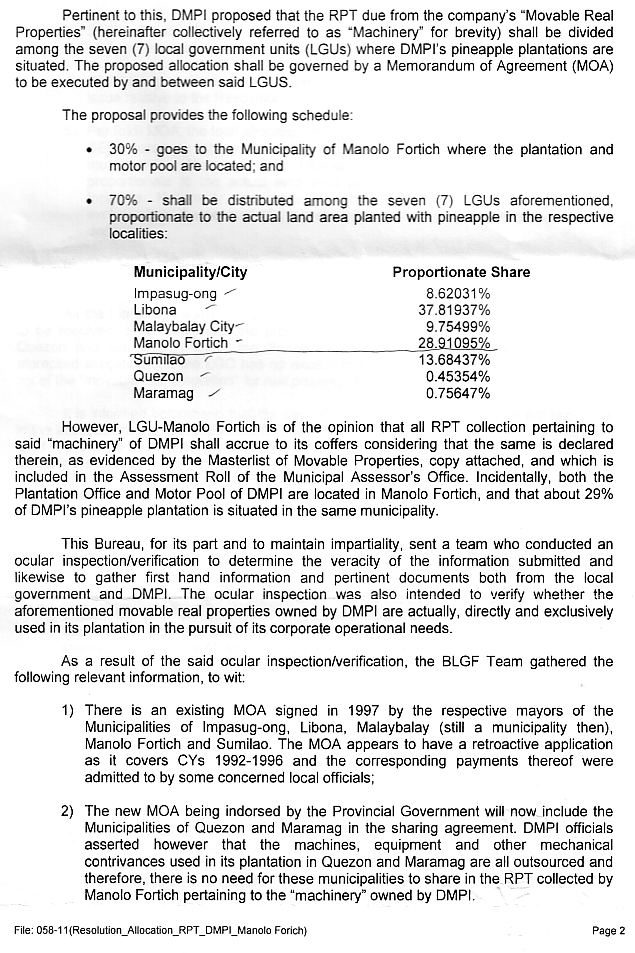 Pertinent to this, DMPI proposed that the RPT due from the company's "Movable Real
Properties" (hereinafter collectively referred to as "Machinery" for brevity) shall be divided
among the seven (7) local government units (LGUs) where DMPI's pineapple plantations are
situated. The proposed allocation shall be governed by a Memorandum of Agreement (MOA)
to be executed by and between said LGUS.
The proposal provides the following schedule:
• 30% - goes to the Municipality of Manolo Fortich where the plantation and
motor pool are located; and
• 70% - shall be distributed among the seven (7) LGUs aforementioned,
proportionate to the actual land area planted with pineapple in the respective
localities:
Municipality/City Proportionate Share
Impasug-ong 8.62031%
Libona 37.81937%
Malaybalay City 9.75499%
Manolo Fortich 28.91095%
Sumilao 13.68437%
Quezon 0.45354%
Maramag 0.75647%
However, LGU-Manolo Fortich is of the opinion that all RPT collection pertaining to
said "machinery" of DMPI shall accrue to its coffers considering that the same is declared
therein, as evidenced by the Masterlist of Movable Properties, copy attached, and which is
included in the Assessment Roll of the Municipal Assessor's Office. Incidentally, both the
Plantation Office and Motor Pool of DMPI are located in Manolo Fortich, and that about 29%
of DMPI's pineapple plantation is situated in the same municipality.
This Bureau, for its part and to maintain impartiality, sent a team who conducted an
ocular inspection/verification to determine the veracity of the information submitted and
likewise to gather first hand information and pertinent documents both from the local
government and DMPI. The ocular inspection was also intended to verify whether the
aforementioned movable real properties owned by DMPI are actually, directly and exclusively
used in its plantation in the pursuit of its corporate operational needs.
As a result of the said ocular inspection/verification, the BLGF Team gathered the
following relevant information, to wit:
1) There is an existing MOA signed in 1997 by the respective mayors of the
Municipalities of Impasug-ong, Libona, Malaybalay (still a municipality then),
Manolo Fortich and Sumilao. The MOA appears to have a retroactive application
as it covers CYs 1992-1996 and the corresponding payments thereof were
admitted to by some concerned local officials;
2) The new MOA being indorsed by the Provincial Government will now include the
Municipalities of Quezon and Maramag in the sharing agreement. DMPI officials
asserted however that the machines, equipment and other mechanical
contrivances used in its plantation in Quezon and Maramag are all outsourced and
therefore, there is no need for these municipalities to share in the RPT collected by
Manolo Fortich pertaining to the "machinery" owned by DMPI.
File: 058-11(Resolution_Allocation_RPT_DMPI_Manolo Forich) Page 2